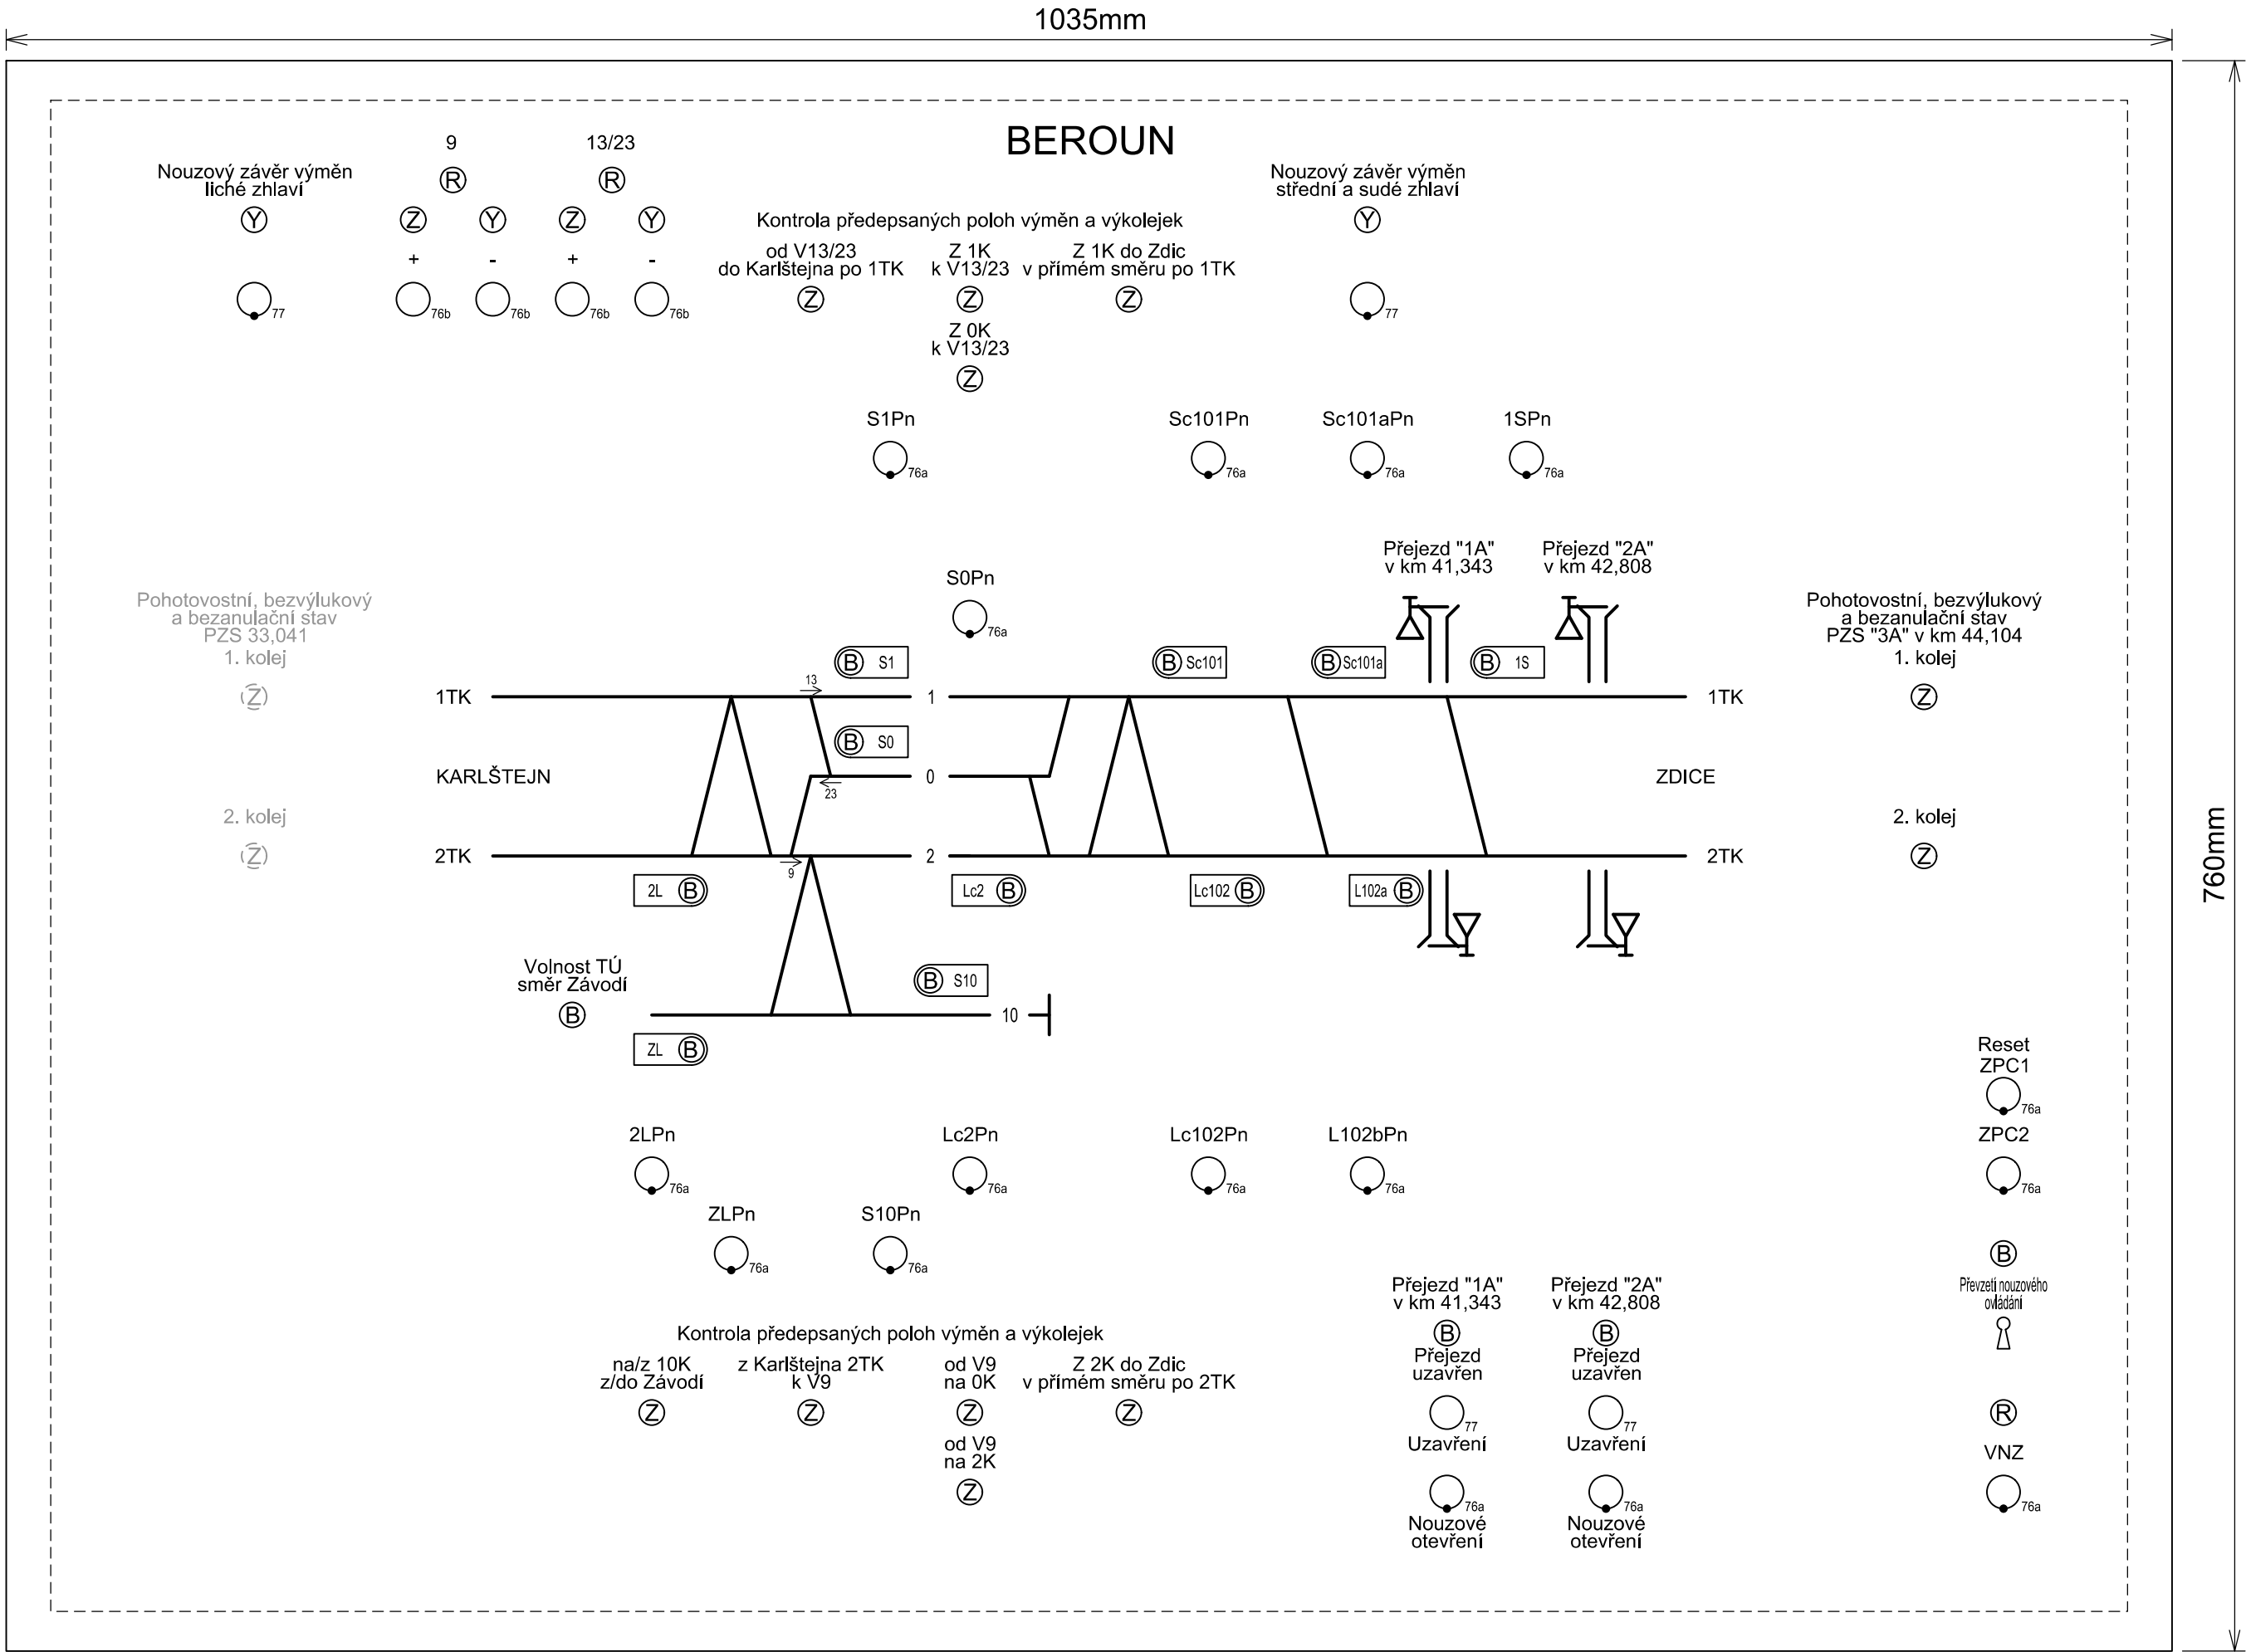 1035mm
760mm
BEROUN
Nouzový závěr výměn
liché zhlaví
Y
77
9
R
Z
Y
+
-
76b
76b
13/23
R
Z
Y
+
-
76b
76b
Kontrola předepsaných poloh výměn a výkolejek
od V13/23
do Karlštejna po 1TK
Z
Z 1K
k V13/23
Z
Z 1K do Zdic
v přímém směru po 1TK
Z
Z 0K
k V13/23
Z
Nouzový závěr výměn
střední a sudé zhlaví
Y
77
S1Pn
76a
Sc101Pn
76a
Sc101aPn
76a
1SPn
76a
S0Pn
76a
Přejezd "1A"
v km 41,343
Přejezd "2A"
v km 42,808
Pohotovostní, bezvýlukový
a bezanulační stav
PZS 33,041
1. kolej
Z
2. kolej
Z
Pohotovostní, bezvýlukový
a bezanulační stav
PZS "3A" v km 44,104
1. kolej
Z
2. kolej
Z
B S1
B Sc101
B Sc101a
B 1S
1TK
13
1
1TK
B S0
KARLŠTEJN
23
0
ZDICE
2TK
9
2
2TK
2L B
Lc2 B
Lc102 B
L102a B
Volnost TÚ
směr Závodí
B
B S10
10
ZL B
2LPn
76a
Lc2Pn
76a
Lc102Pn
76a
L102bPn
76a
ZLPn
76a
S10Pn
76a
Reset
ZPC1
76a
ZPC2
76a
B
Převzetí nouzového
ovládání
R
VNZ
76a
Kontrola předepsaných poloh výměn a výkolejek
na/z 10K
z/do Závodí
Z
z Karlštejna 2TK
k V9
Z
od V9
na 0K
Z
Z 2K do Zdic
v přímém směru po 2TK
Z
od V9
na 2K
Z
Přejezd "1A"
v km 41,343
B
Přejezd
uzavřen
77
Uzavření
76a
Nouzové
otevření
Přejezd "2A"
v km 42,808
B
Přejezd
uzavřen
77
Uzavření
76a
Nouzové
otevření